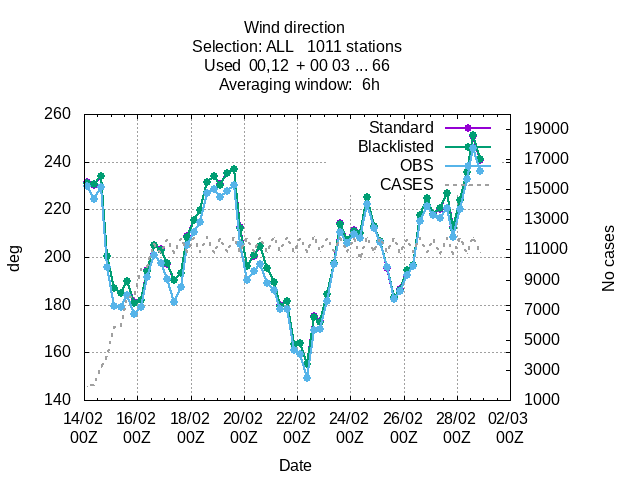 Wind direction
Selection: ALL 1011 stations
Used 00,12 + 00 03 ... 66
Averaging window: 6h
Standard
Blacklisted
OBS
CASES
deg
260
240
220
200
180
160
140
19000
17000
15000
13000
11000
9000
7000
5000
3000
1000
No cases
14/02 16/02 18/02 20/02 22/02 24/02 26/02 28/02 02/03
00Z 00Z 00Z 00Z 00Z 00Z 00Z 00Z 00Z
Date